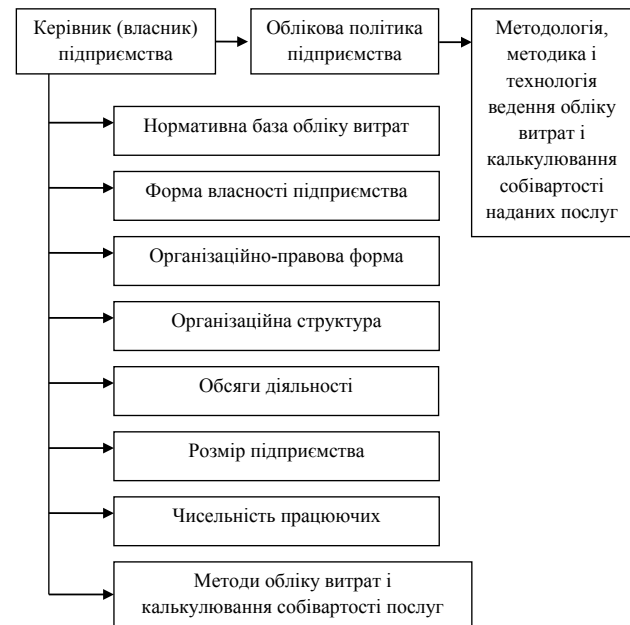 Керівник (власник)
підприємства
Облікова політика
підприємства
Методологія,
методика і
технологія
ведення обліку
витрат і
калькулювання
собівартості
наданих послуг
Нормативна база обліку витрат
Форма власності підприємства
Організаційно-правова форма
Організаційна структура
Обсяги діяльності
Розмір підприємства
Чисельність працюючих
Методи обліку витрат і
калькулювання собівартості послуг